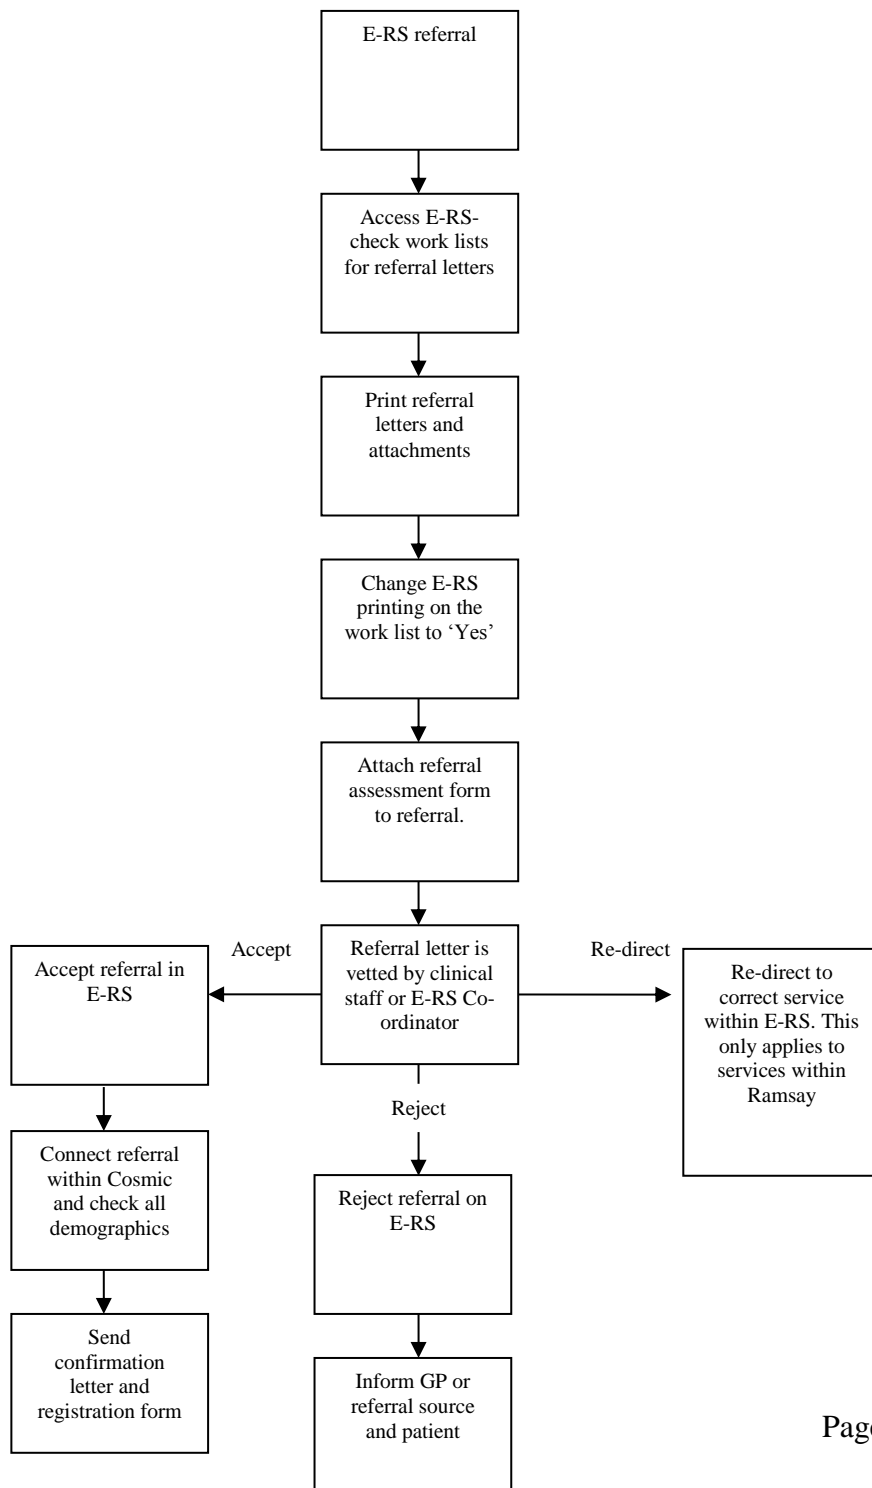 E-RS referral
Access E-RS-
check work lists
for referral letters
Print referral
letters and
attachments
Change E-RS
printing on the
work list to ‘Yes’
Attach referral
assessment form
to referral.
Accept
Referral letter is
vetted by clinical
staff or E-RS Co-
ordinator
Re-direct
Accept referral in
E-RS
Re-direct to
correct service
within E-RS. This
only applies to
services within
Ramsay
Reject
Connect referral
within Cosmic
and check all
demographics
Reject referral on
E-RS
Send
confirmation
letter and
registration form
Inform GP or
referral source
and patient
Page